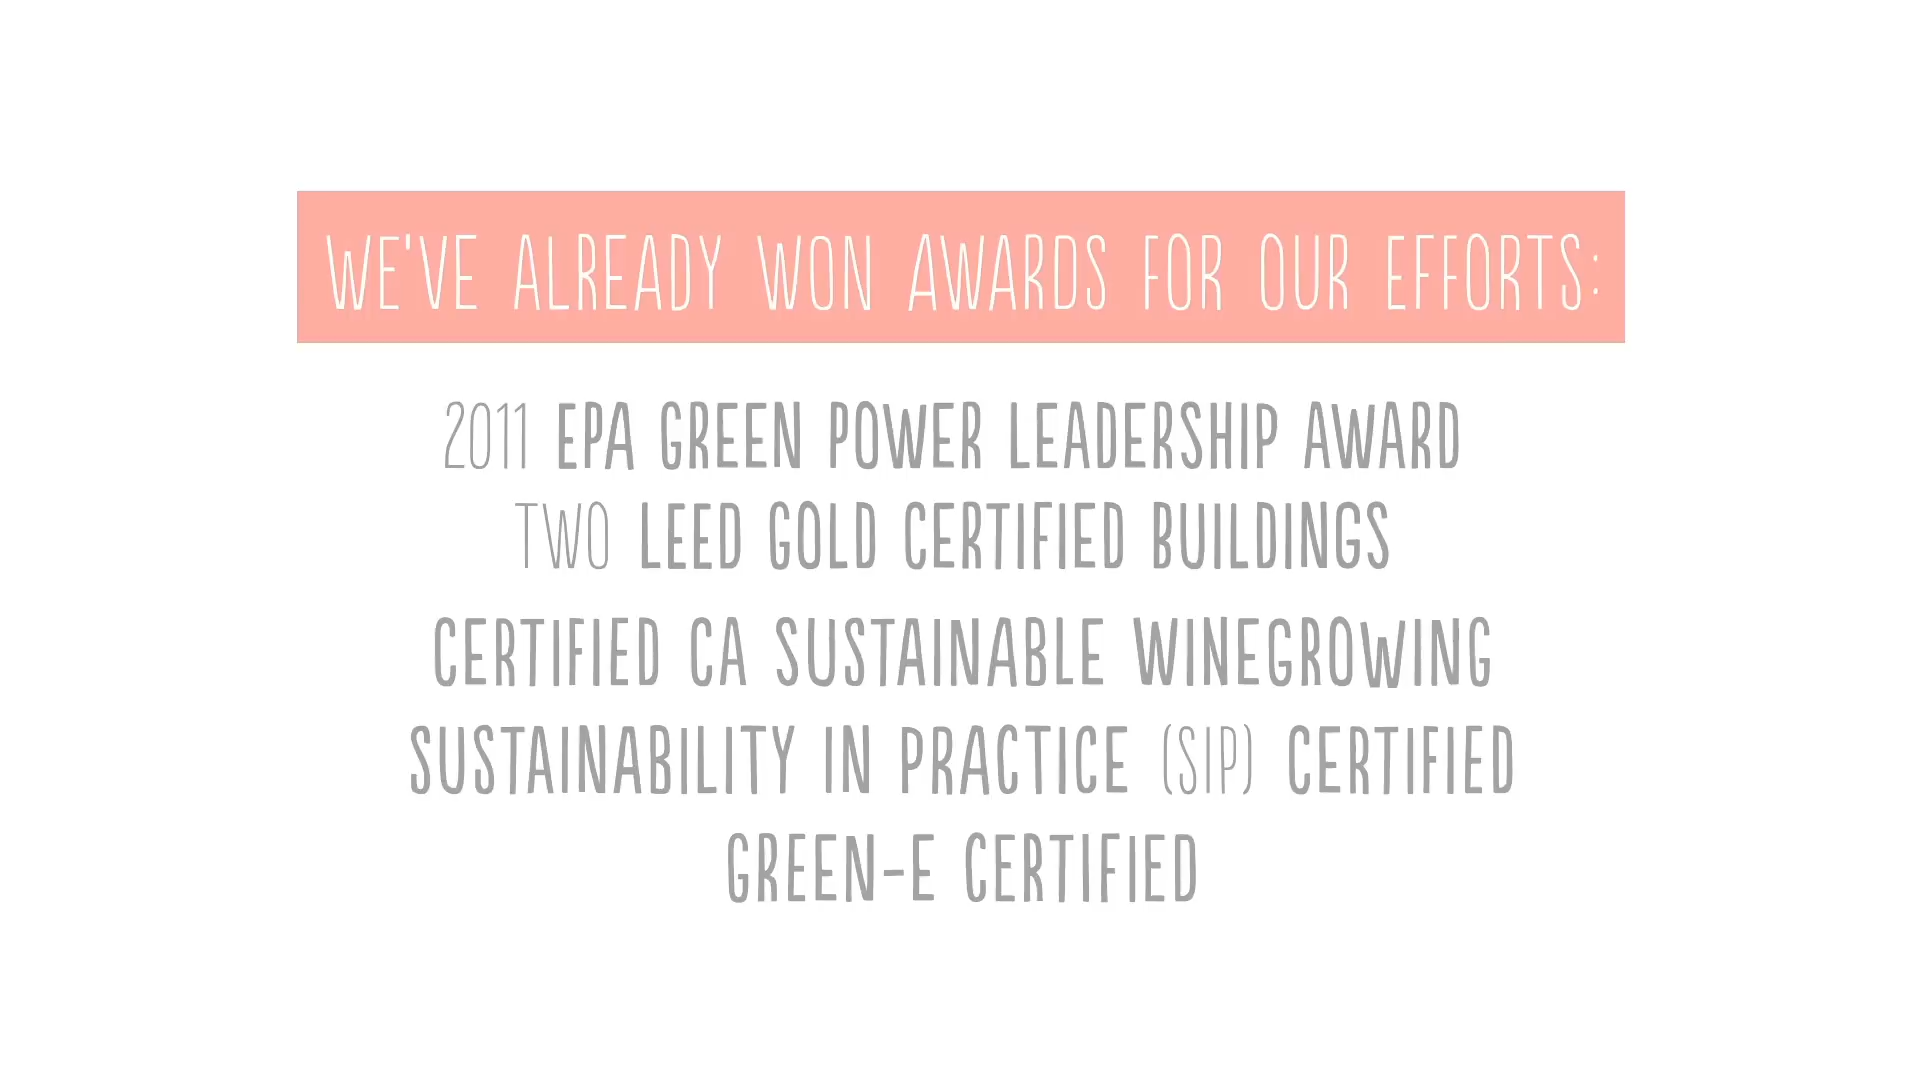 WE'VE ALREADY WON AWARDS FOR OUR EFFORTS:
2011 EPA GREEN POWER LEADERSHIP AWARD
TWO LEED GOLD CERTIFIED BUILDINGS
CERTIFIED CA SUSTAINABLE WINEGROWING
SUSTAINABILITY IN PRACTICE (SIP) CERTIFIED
GREEN-E CERTIFIED